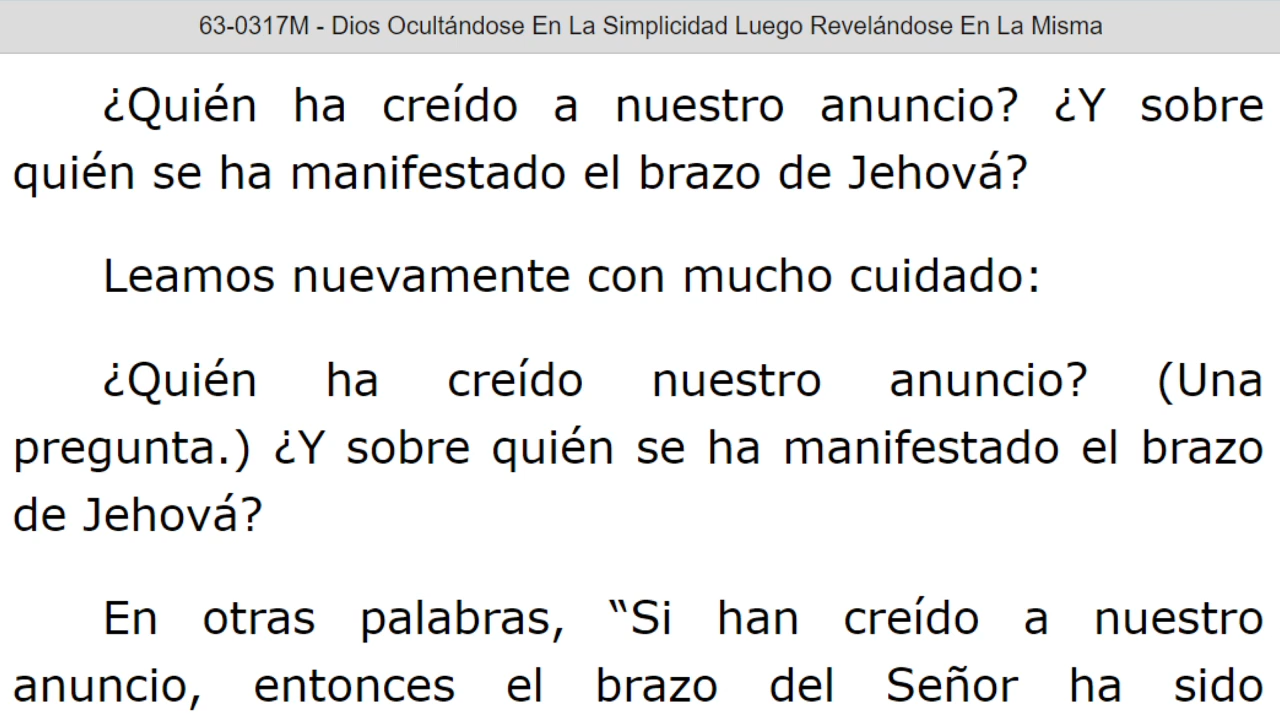 63-0317M - Dios Ocultándose En La Simplicidad Luego Revelándose En La Misma
¿Quién ha creído a nuestro anuncio? ¿Y sobre
quién se ha manifestado el brazo de Jehová?
Leamos nuevamente con mucho cuidado:
¿Quién ha creído nuestro anuncio? (Una
pregunta.) ¿Y sobre quién se ha manifestado el brazo
de Jehová?
En otras palabras, “Si han creído a nuestro
anuncio, entonces el brazo del Señor ha sido